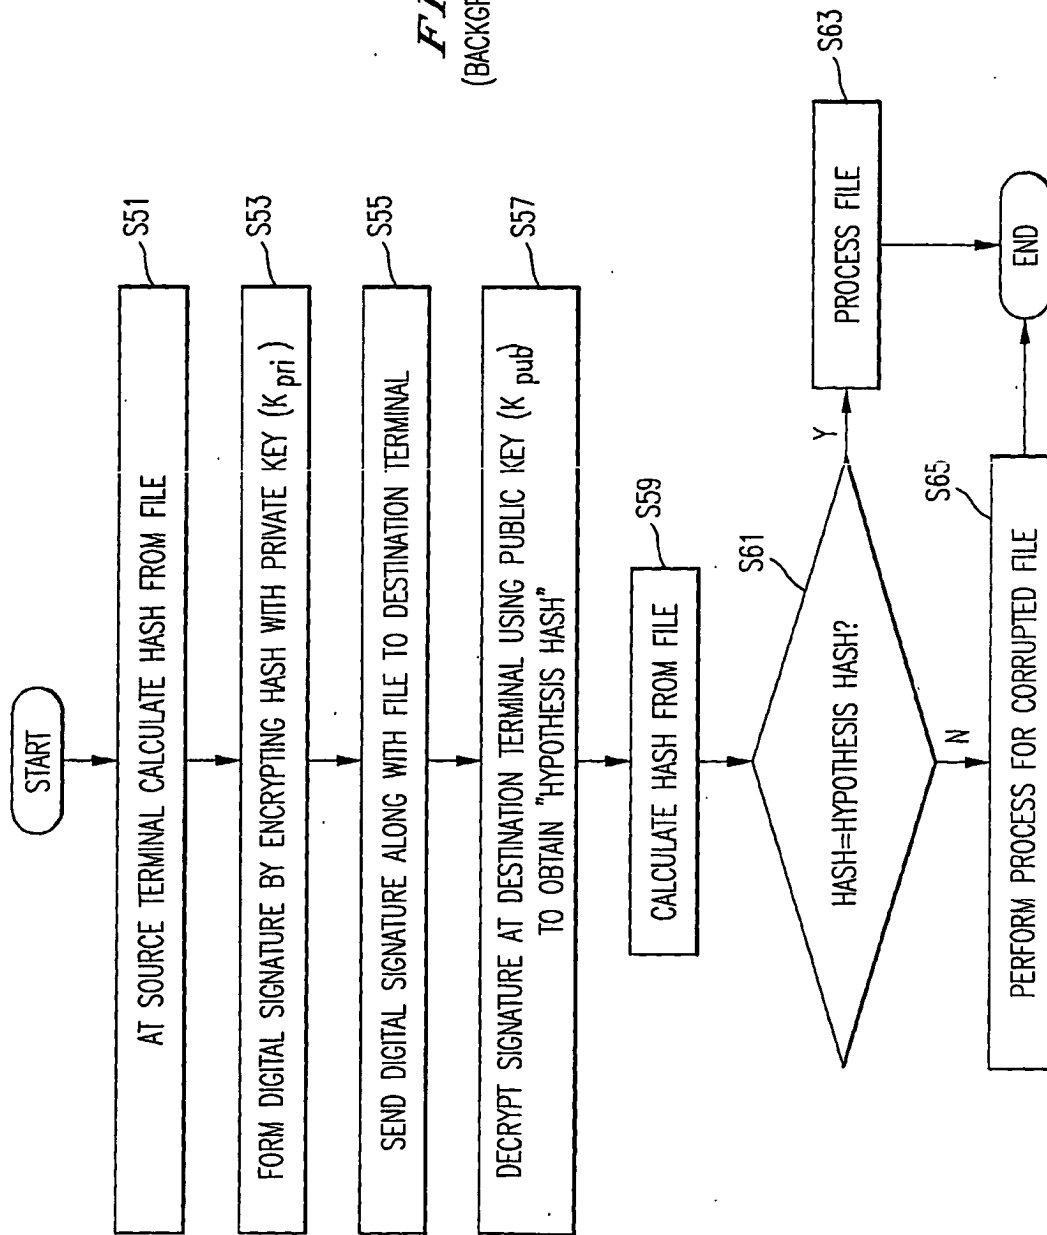 START
S51
AT SOURCE TERMINAL CALCULATE HASH FROM FILE
S53
FORM DIGITAL SIGNATURE BY ENCRYPTING HASH WITH PRIVATE KEY (K pri )
S55
SEND DIGITAL SIGNATURE ALONG WITH FILE TO DESTINATION TERMINAL
S57
DECRYPT SIGNATURE AT DESTINATION TERMINAL USING PUBLIC KEY (K pub)
TO OBTAIN "HYPOTHESIS HASH"
S59
CALCULATE HASH FROM FILE
S61
HASH=HYPOTHESIS HASH?
Y
N
S63
PROCESS FILE
S65
PERFORM PROCESS FOR CORRUPTED FILE
END